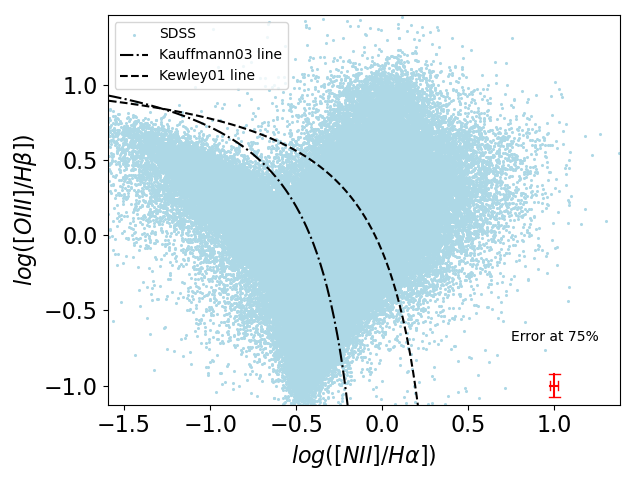 SDSS
Kauffmann03 line
Kewley01 line
1.0
0.5
0.0
−0.5
−1.0
log([OIII]/Hβ])
Error at 75%
−1.5
−1.0
−0.5
0.0
0.5
1.0
log([NII]/Hα])